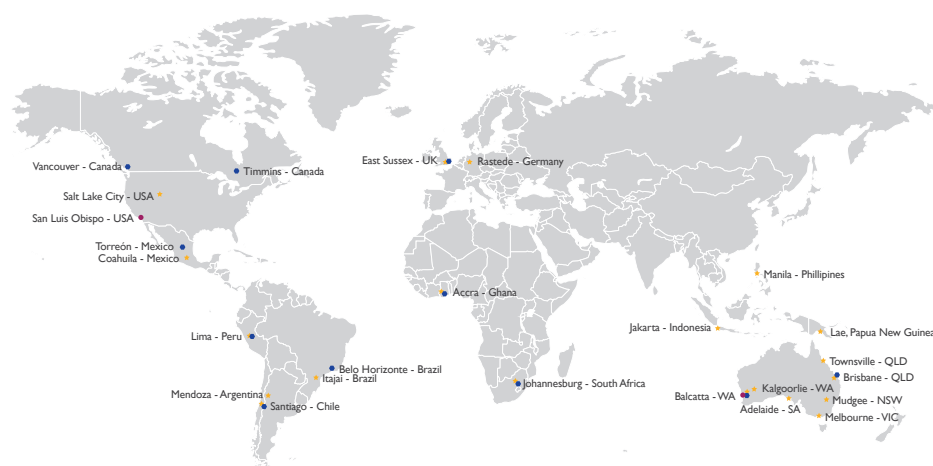 East Sussex - UK
Rastede - Germany
Vancouver - Canada
Timmins - Canada
Salt Lake City - USA
San Luis Obispo - USA
Torreón - Mexico
Coahuila - Mexico
Manila - Phillipines
Accra - Ghana
Jakarta - Indonesia
Lae, Papua New Guinea
Lima - Peru
Townsville - QLD
Belo Horizonte - Brazil
Itajai - Brazil
Brisbane - QLD
Johannesburg - South Africa
Kalgoorlie - WA
Mendoza - Argentina
Balcatta - WA
Mudgee - NSW
Santiago - Chile
Adelaide - SA
Melbourne - VIC